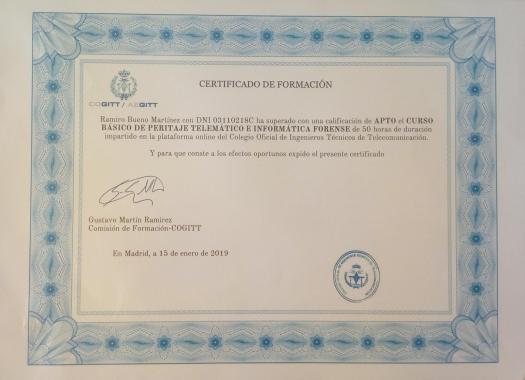 COGITT / AEGITT
CERTIFICADO DE FORMACIÓN
Ramiro Bueno Martínez con DNI 03110218C ha superado con una calificación de APTO el CURSO
BÁSICO DE PERITAJE TELEMÁTICO E INFORMÁTICA FORENSE de 50 horas de duración
impartido en la plataforma online del Colegio Oficial de Ingenieros Técnicos de Telecomunicación.
Y para que conste a los efectos oportunos expido el presente certificado
Gustavo Martín Ramírez
Comisión de Formación-COGITT
En Madrid, a 15 de enero de 2019